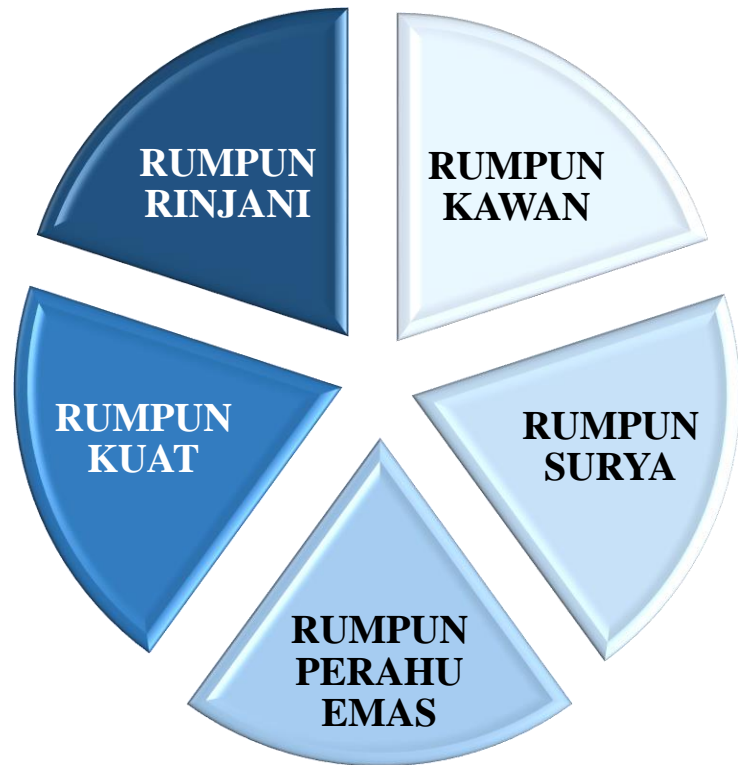 RUMPUN
KAWAN
RUMPUN
SURYA
RUMPUN
PERAHU
EMAS
RUMPUN
KUAT
RUMPUN
RINJANI